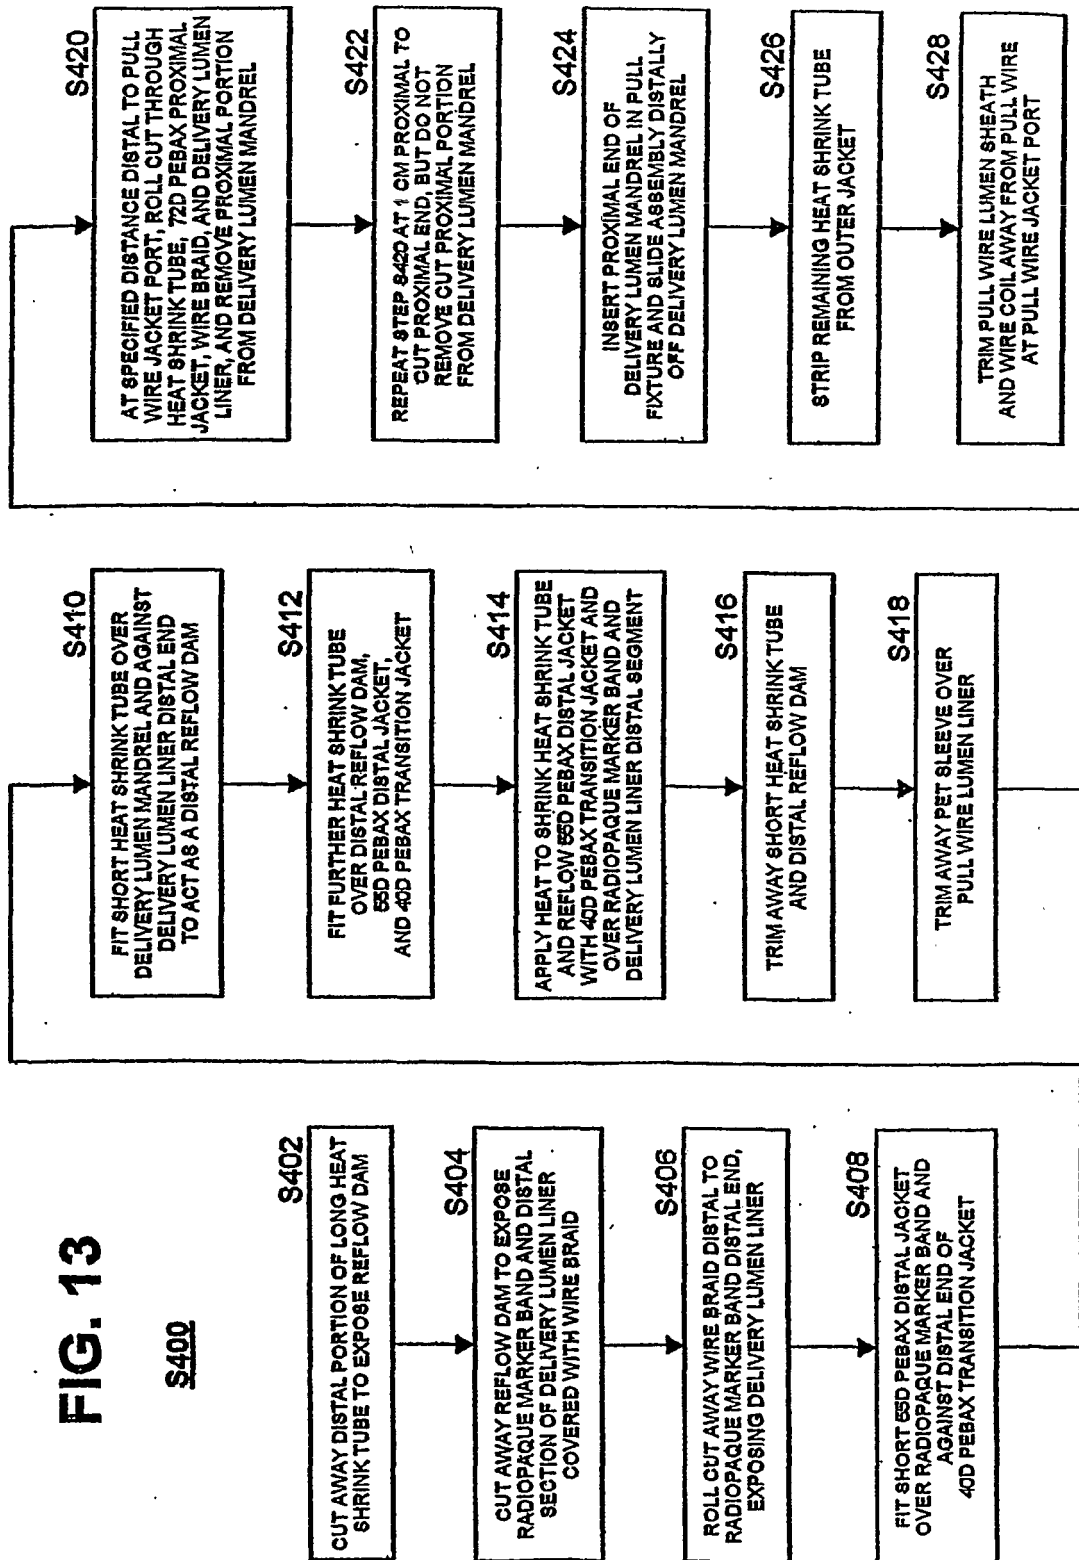 FIG. 13
S400
S402
CUT AWAY DISTAL PORTION OF LONG HEAT
SHRINK TUBE TO EXPOSE REFLOW DAM
S404
CUT AWAY REFLOW DAM TO EXPOSE
RADIOPAQUE MARKER BAND AND DISTAL
SECTION OF DELIVERY LUMEN LINER
COVERED WITH WIRE BRAID
S406
ROLL CUT AWAY WIRE BRAID DISTAL TO
RADIOPAQUE MARKER BAND DISTAL END,
EXPOSING DELIVERY LUMEN LINER
S408
FIT SHORT 55D PEBAX DISTAL JACKET
OVER RADIOPAQUE MARKER BAND AND
AGAINST DISTAL END OF
40D PEBAX TRANSITION JACKET
S410
FIT SHORT HEAT SHRINK TUBE OVER
DELIVERY LUMEN MANDREL AND AGAINST
DELIVERY LUMEN LINER DISTAL END
TO ACT AS A DISTAL REFLOW DAM
S412
FIT FURTHER HEAT SHRINK TUBE
OVER DISTAL REFLOW DAM,
55D PEBAX DISTAL JACKET,
AND 40D PEBAX TRANSITION JACKET
S414
APPLY HEAT TO SHRINK HEAT SHRINK TUBE
AND REFLOW 55D PEBAX DISTAL JACKET
WITH 40D PEBAX TRANSITION JACKET AND
OVER RADIOPAQUE MARKER BAND AND
DELIVERY LUMEN LINER DISTAL SEGMENT
S416
TRIM AWAY SHORT HEAT SHRINK TUBE
AND DISTAL REFLOW DAM
S418
TRIM AWAY PET SLEEVE OVER
PULL WIRE LUMEN LINER
S420
AT SPECIFIED DISTANCE DISTAL TO PULL
WIRE JACKET PORT, ROLL CUT THROUGH
HEAT SHRINK TUBE, 72D PEBAX PROXIMAL
JACKET, WIRE BRAID, AND DELIVERY LUMEN
LINER, AND REMOVE PROXIMAL PORTION
FROM DELIVERY LUMEN MANDREL
S422
REPEAT STEP S420 AT 1 CM PROXIMAL TO
CUT PROXIMAL END, BUT DO NOT
REMOVE CUT PROXIMAL PORTION
FROM DELIVERY LUMEN MANDREL
S424
INSERT PROXIMAL END OF
DELIVERY LUMEN MANDREL IN PULL
FIXTURE AND SLIDE ASSEMBLY DISTALLY
OFF DELIVERY LUMEN MANDREL
S426
STRIP REMAINING HEAT SHRINK TUBE
FROM OUTER JACKET
S428
TRIM PULL WIRE LUMEN SHEATH
AND WIRE COIL AWAY FROM PULL WIRE
AT PULL WIRE JACKET PORT